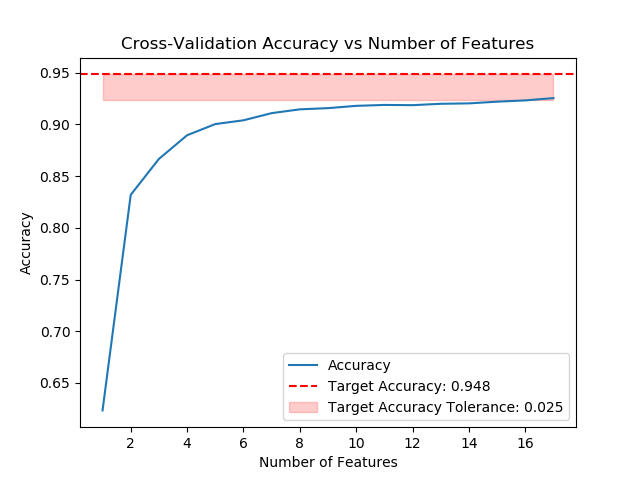 Cross-Validation Accuracy vs Number of Features
0.95
0.90
0.85
0.80
0.75
0.70
0.65
Accuracy
Accuracy
Target Accuracy: 0.948
Target Accuracy Tolerance: 0.025
2 4 6 8 10 12 14 16
Number of Features